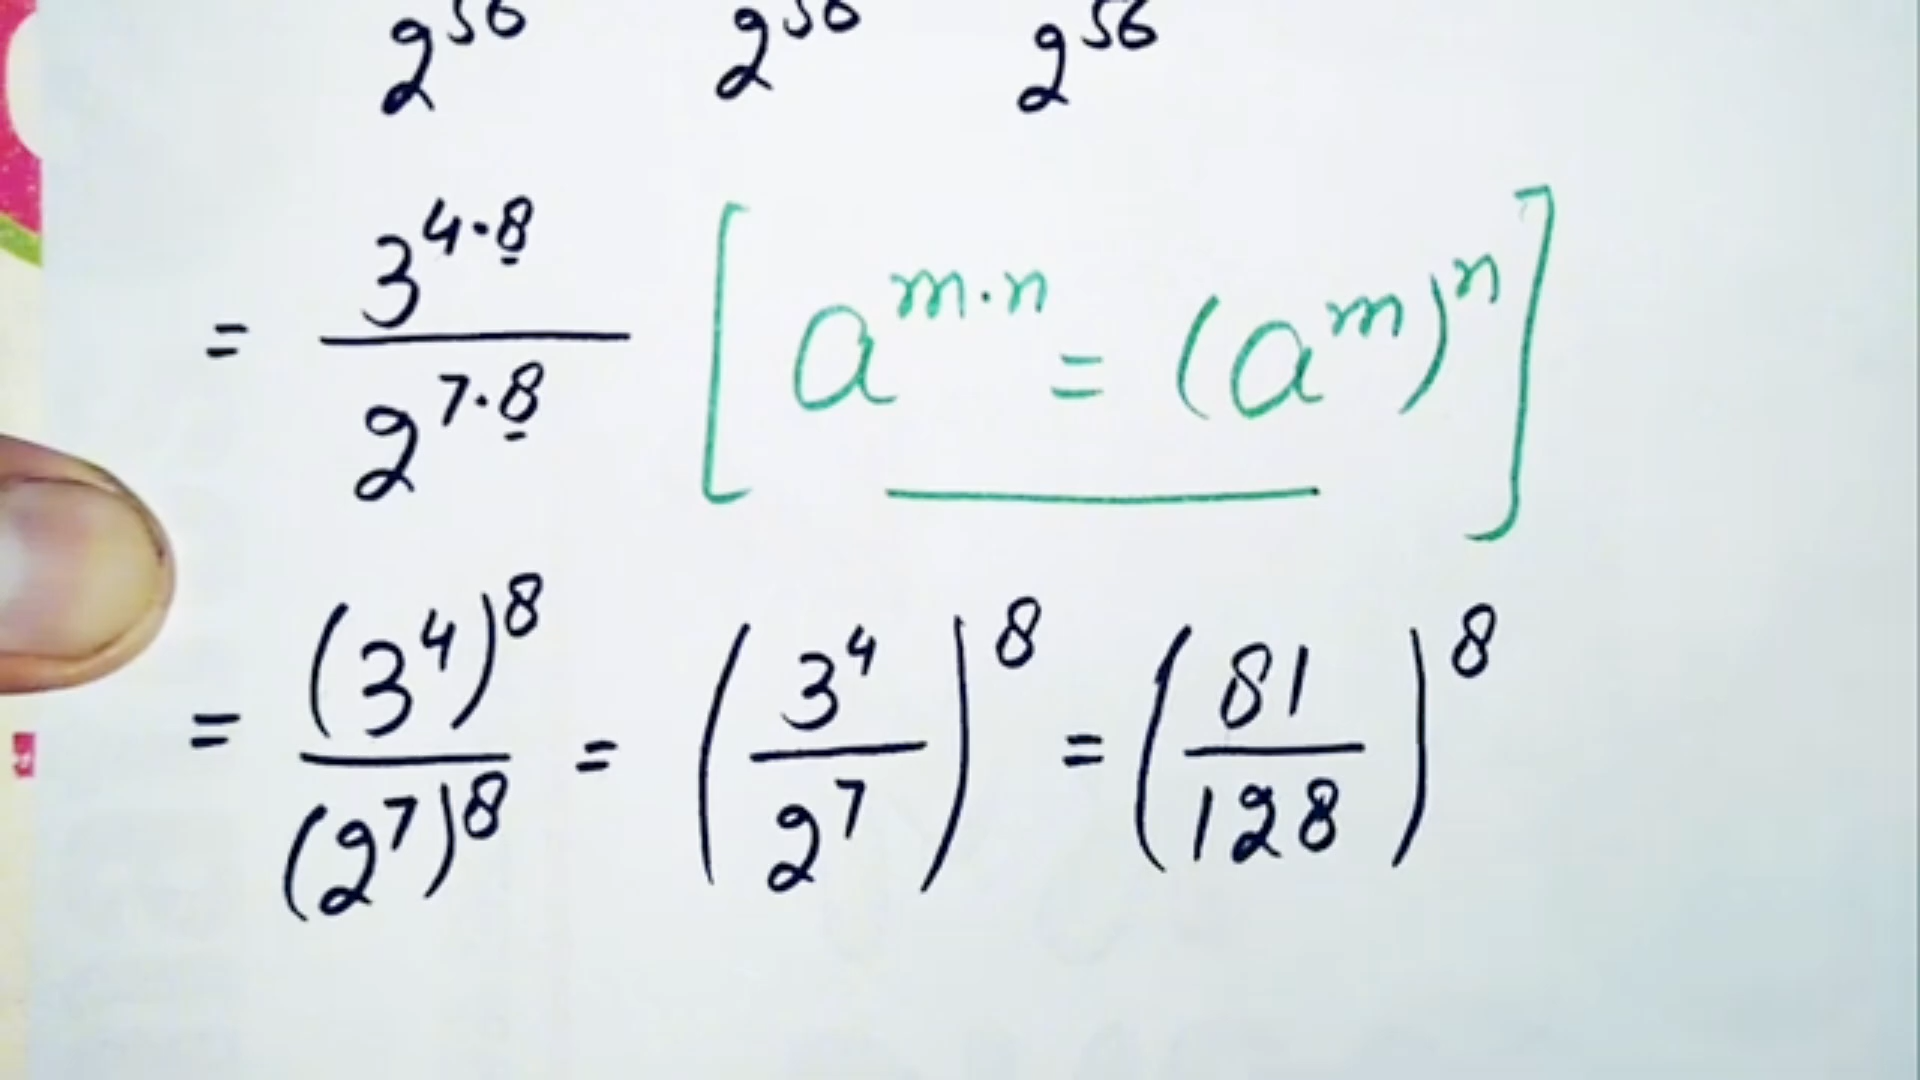 2^56 2^56 2^56
= 3^{4·8} / 2^{7·8} [a^{m·n} = (a^m)^n]
= (3^4)^8 / (2^7)^8 = (3^4 / 2^7)^8 = (81 / 128)^8